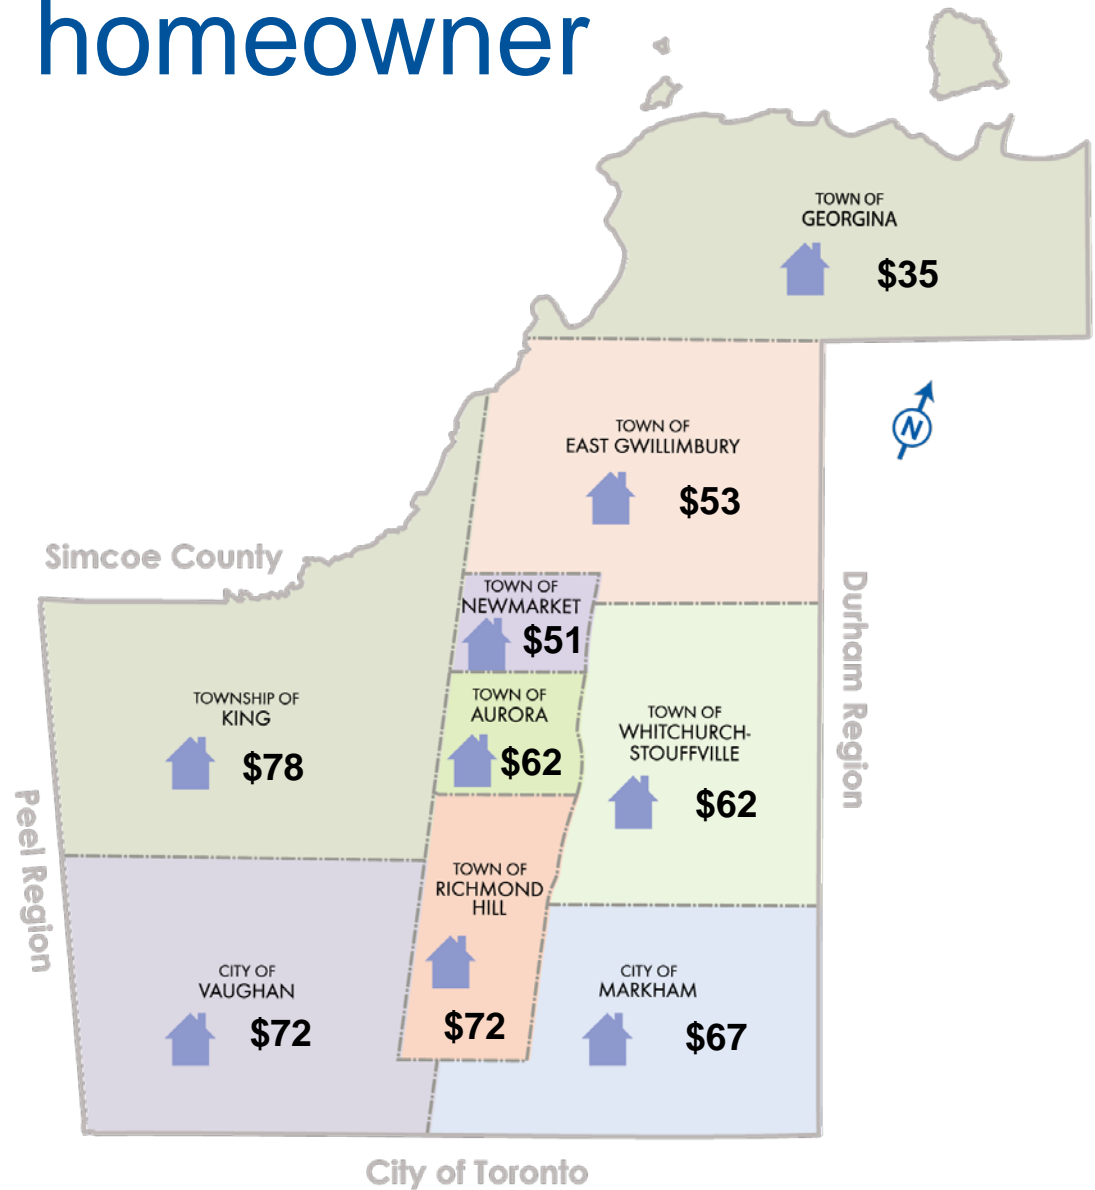 homeowner
TOWN OF
GEORGINA
$35
N
TOWN OF
EAST GWILLIMBURY
$53
Simcoe County
TOWN OF
NEWMARKET
$51
Durham Region
TOWNSHIP OF
KING
$78
TOWN OF
AURORA
$62
TOWN OF
WHITCHURCH-
STOUFFVILLE
$62
Peel Region
TOWN OF
RICHMOND
HILL
$72
CITY OF
VAUGHAN
$72
CITY OF
MARKHAM
$67
City of Toronto